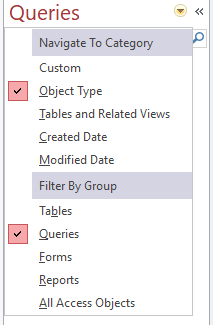 Queries
Navigate To Category
Custom
Object Type
Tables and Related Views
Created Date
Modified Date
Filter By Group
Tables
Queries
Forms
Reports
All Access Objects